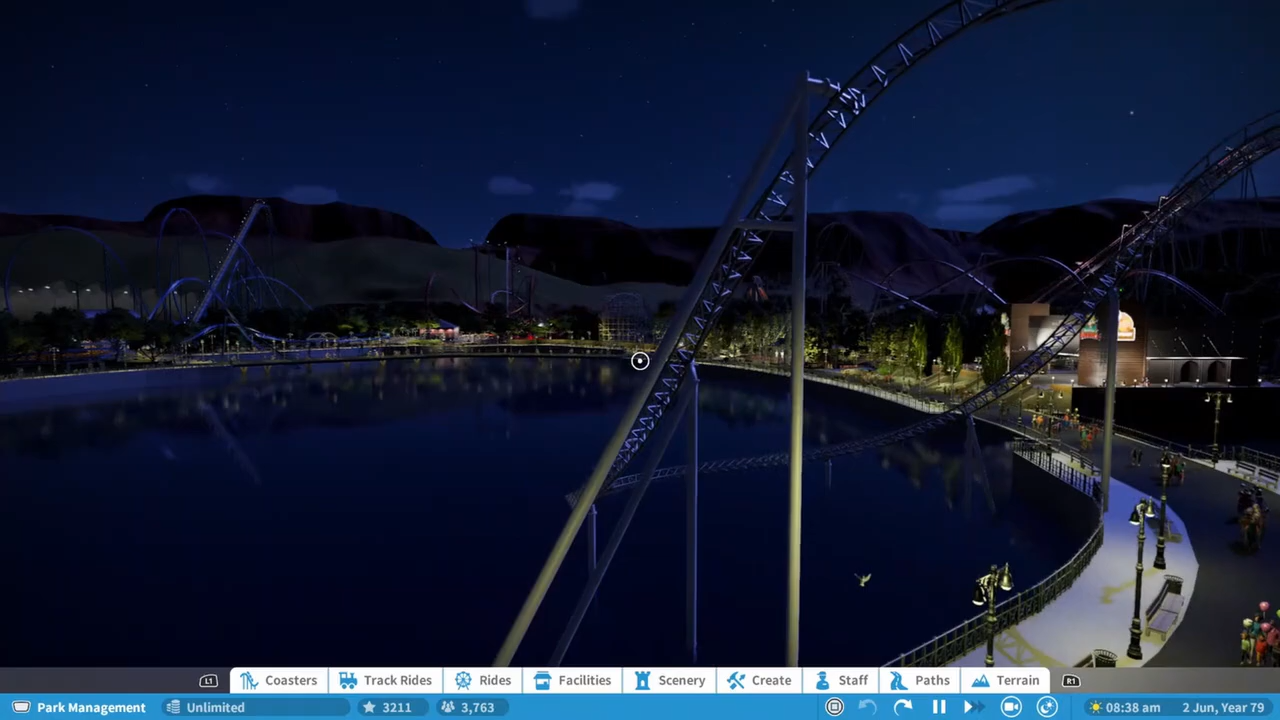 L1 Coasters Track Rides Rides Facilities Scenery Create Staff Paths Terrain R1
Park Management Unlimited 3211 3,763 08:38 am 2 Jun, Year 79